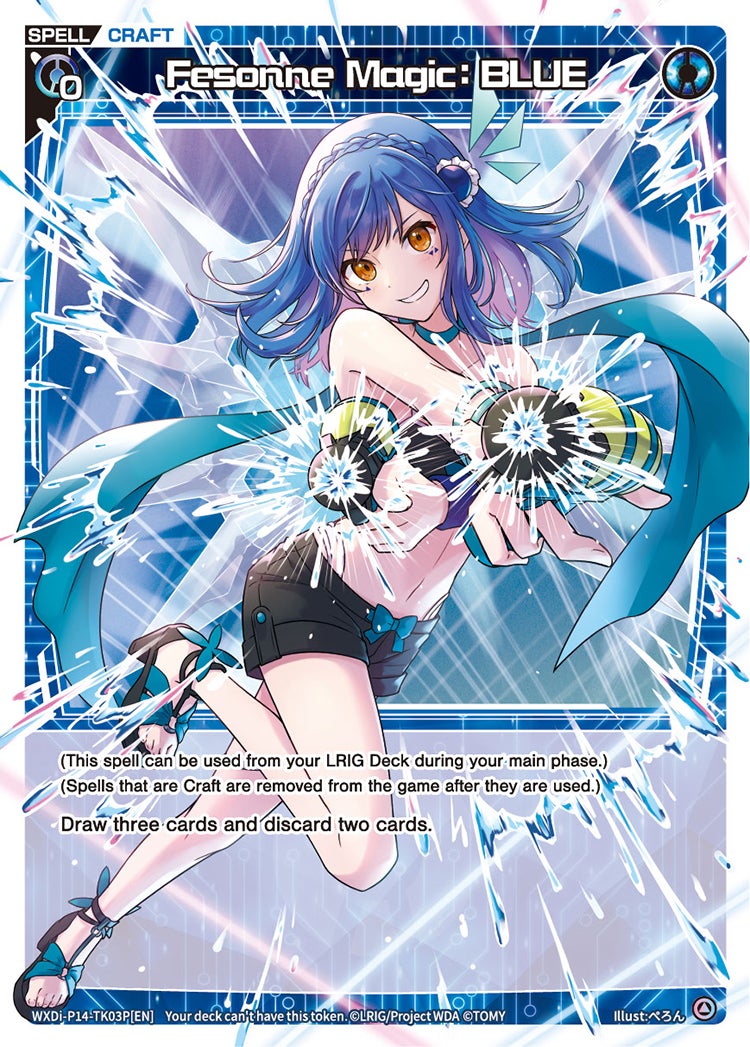 SPELL CRAFT
0 Fesonne Magic: BLUE
(This spell can be used from your LRIG Deck during your main phase.)
(Spells that are Craft are removed from the game after they are used.)
Draw three cards and discard two cards.
WXDi-P14-TK03P[EN] Your deck can't have this token. ©LRIG/Project WDA ©TOMY Illust:ぺろん